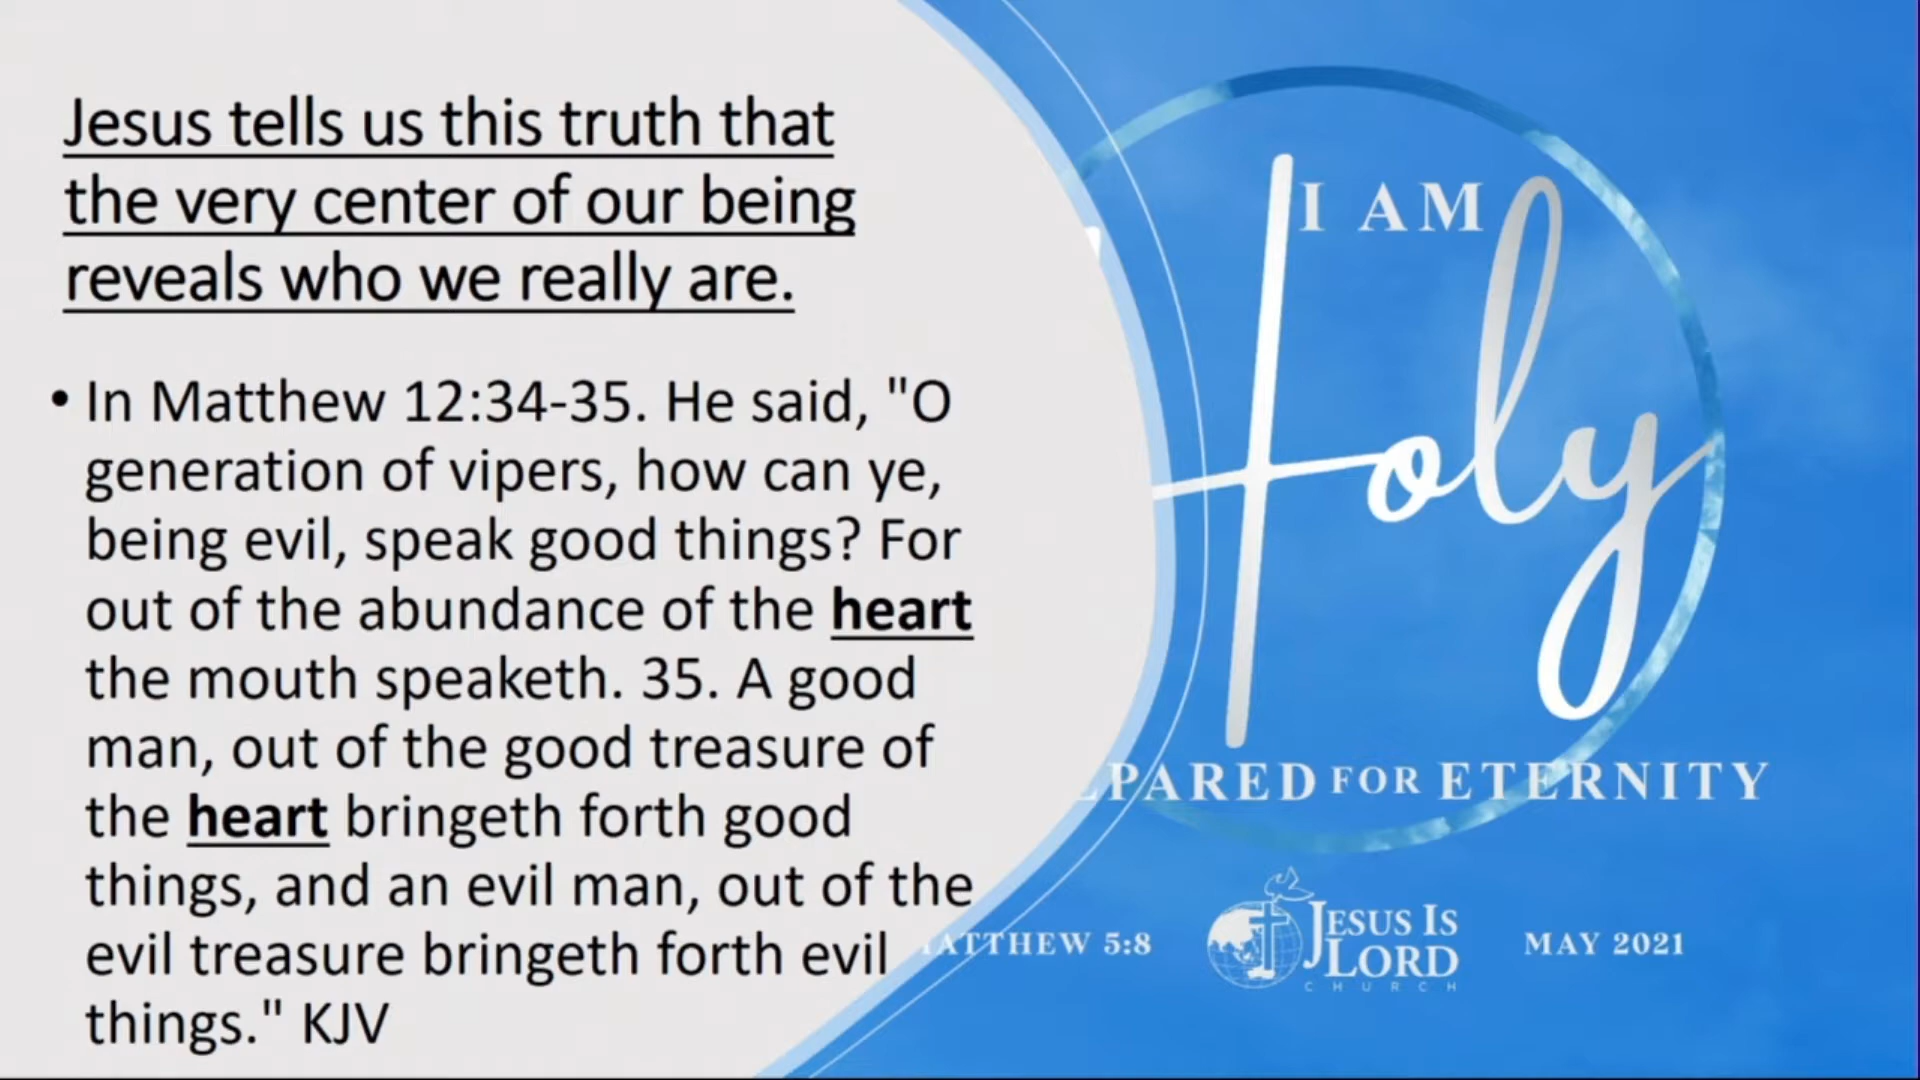 Jesus tells us this truth that
the very center of our being
reveals who we really are.
• In Matthew 12:34-35. He said, "O
generation of vipers, how can ye,
being evil, speak good things? For
out of the abundance of the heart
the mouth speaketh. 35. A good
man, out of the good treasure of
the heart bringeth forth good
things, and an evil man, out of the
evil treasure bringeth forth evil
things." KJV
I AM
Holy
PARED FOR ETERNITY
ATTHEW 5:8
JESUS IS
LORD
CHURCH
MAY 2021